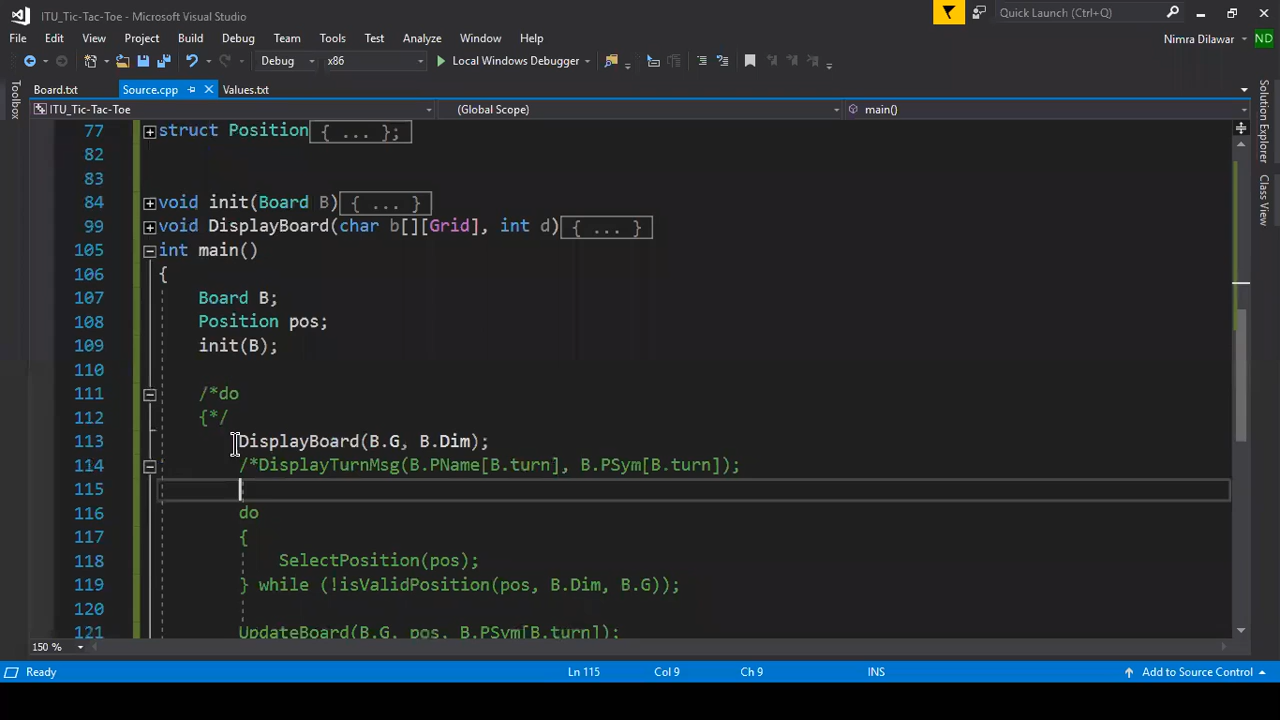 ITU_Tic-Tac-Toe - Microsoft Visual Studio
Quick Launch (Ctrl+Q)
File Edit View Project Build Debug Team Tools Test Analyze Window Help
Nimra Dilawar ND
Debug x86 Local Windows Debugger
Board.txt Source.cpp Values.txt
ITU_Tic-Tac-Toe (Global Scope) main()
Toolbox
Solution Explorer
Class View
77 struct Position{ ... };
82
83
84 void init(Board B){ ... }
99 void DisplayBoard(char b[][Grid], int d){ ... }
105 int main()
106 {
107 Board B;
108 Position pos;
109 init(B);
110
111 /*do
112 {*/
113 DisplayBoard(B.G, B.Dim);
114 /*DisplayTurnMsg(B.PName[B.turn], B.PSym[B.turn]);
115
116 do
117 {
118 SelectPosition(pos);
119 } while (!isValidPosition(pos, B.Dim, B.G));
120
121 UpdateBoard(B.G, pos, B.PSym[B.turn]);
150 %
Ready Ln 115 Col 9 Ch 9 INS Add to Source Control